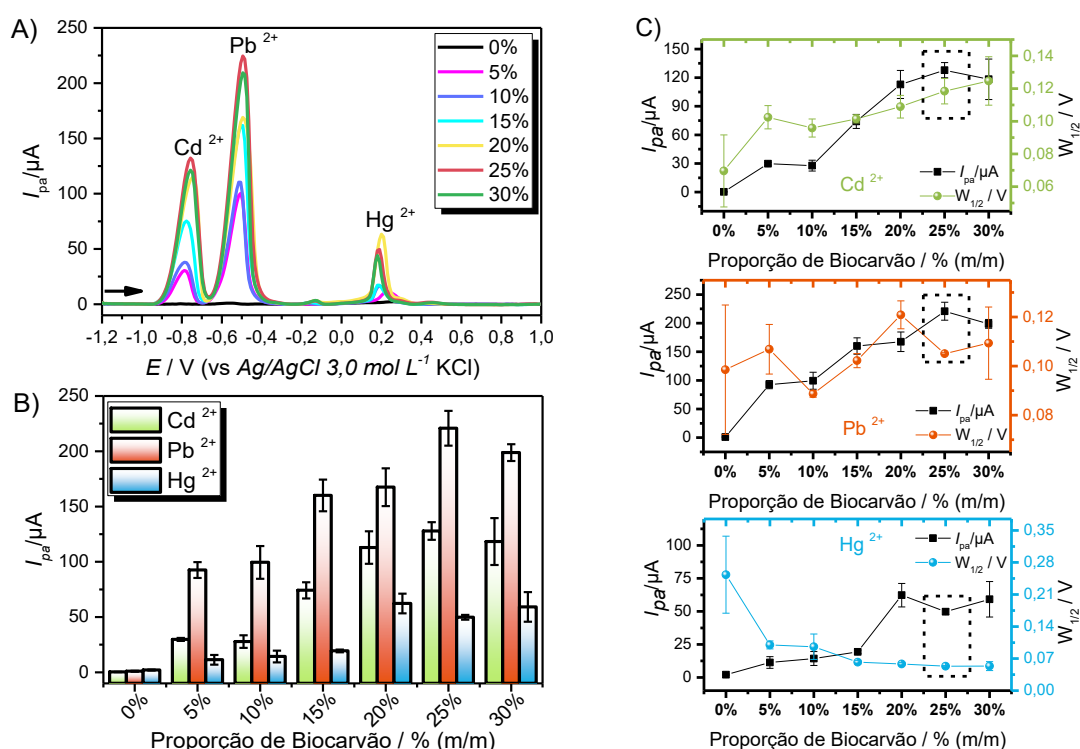 A)
250
200
150
100
50
0
I_pa/µA
Cd 2+
Pb 2+
Hg 2+
0%
5%
10%
15%
20%
25%
30%
-1,2 -1,0 -0,8 -0,6 -0,4 -0,2 0,0 0,2 0,4 0,6 0,8 1,0
E / V (vs Ag/AgCl 3,0 mol L-1 KCl)
B)
250
200
150
100
50
0
I_pa/µA
Cd 2+
Pb 2+
Hg 2+
0% 5% 10% 15% 20% 25% 30%
Proporção de Biocarvão / % (m/m)
C)
150
120
90
60
30
0
I_pa/µA
I_pa/µA
W1/2 / V
Cd 2+
0,14
0,12
0,10
0,08
0,06
W1/2 / V
0% 5% 10% 15% 20% 25% 30%
Proporção de Biocarvão / % (m/m)
250
200
150
100
50
0
I_pa/µA
I_pa/µA
W1/2 / V
Pb 2+
0,12
0,10
0,08
W1/2 / V
0% 5% 10% 15% 20% 25% 30%
Proporção de Biocarvão / % (m/m)
100
75
50
25
0
I_pa/µA
Hg 2+
I_pa/µA
W1/2 / V
0,35
0,28
0,21
0,14
0,07
0,00
W1/2 / V
0% 5% 10% 15% 20% 25% 30%
Proporção de Biocarvão / % (m/m)